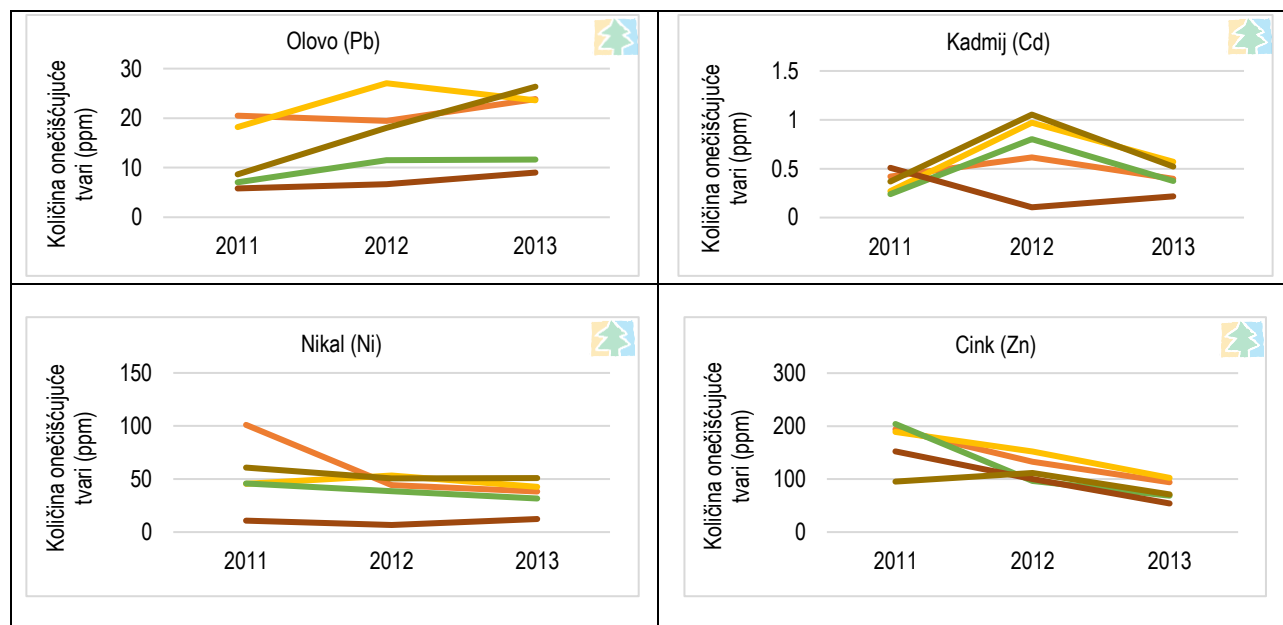 Olovo (Pb)
Količina onečišćujuće
tvari (ppm)
30
20
10
0
2011 2012 2013
Kadmij (Cd)
Količina onečišćujuće
tvari (ppm)
1.5
1
0.5
0
2011 2012 2013
Nikal (Ni)
Količina onečišćujuće
tvari (ppm)
150
100
50
0
2011 2012 2013
Cink (Zn)
Količina onečišćujuće
tvari (ppm)
300
200
100
0
2011 2012 2013